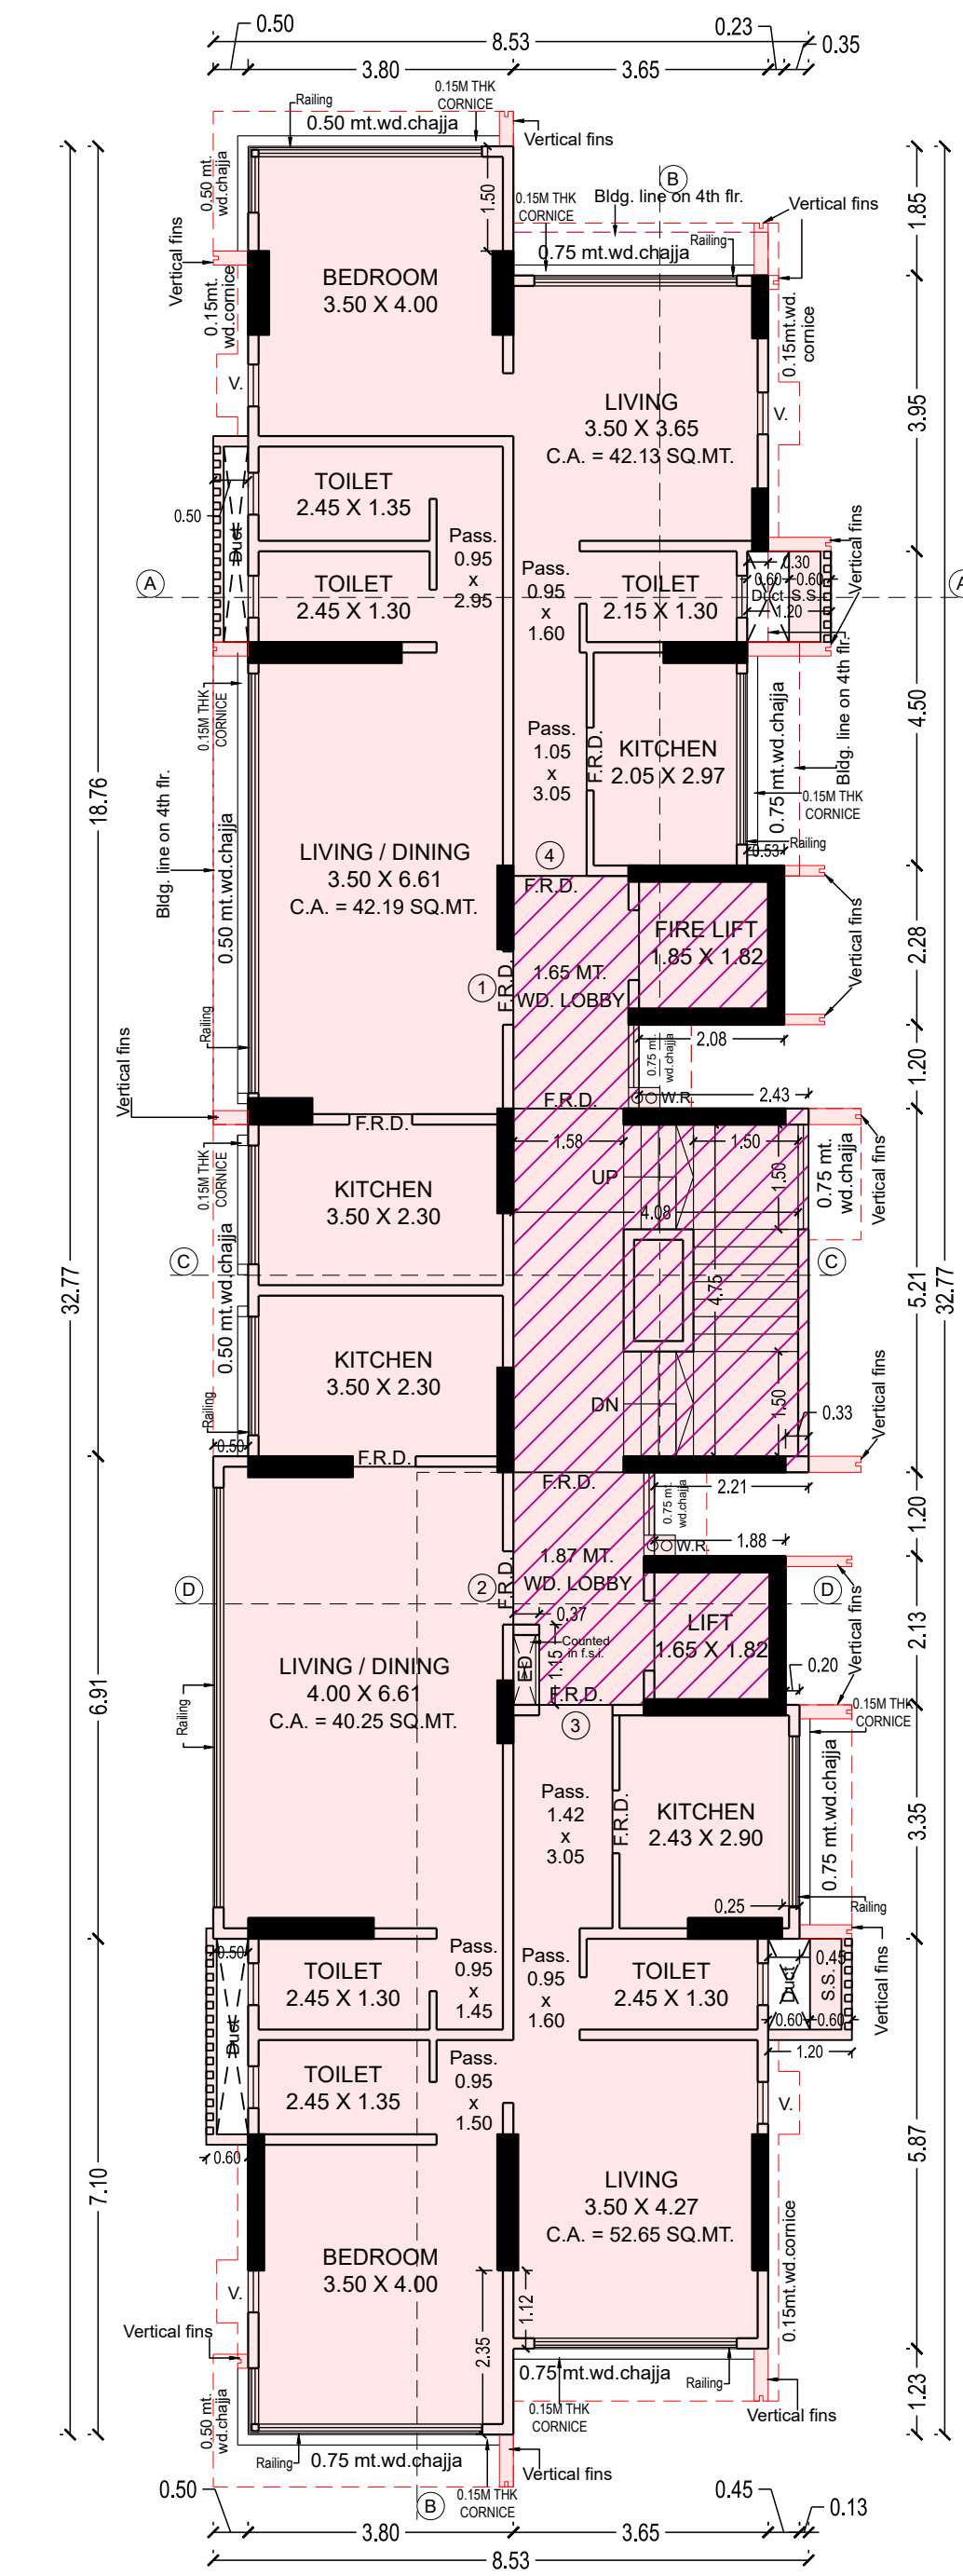 0.50
8.53
0.23
0.35
3.80
3.65
0.15M THK
CORNICE
Railing
0.50 mt.wd.chajja
Vertical fins
0.50 mt.
wd.chajja
1.50
B
0.15M THK
CORNICE
Bldg. line on 4th flr.
Vertical fins
Railing
0.75 mt.wd.chajja
1.85
Vertical fins
0.15mt.
wd.cornice
BEDROOM
3.50 X 4.00
0.15mt.wd.
cornice
V.
LIVING
3.50 X 3.65
C.A. = 42.13 SQ.MT.
V.
3.95
TOILET
2.45 X 1.35
0.50
Duct
Pass.
0.95
x
2.95
Pass.
0.95
x
1.60
A
TOILET
2.45 X 1.30
TOILET
2.15 X 1.30
0.30
0.60
0.60
Duct
S.S.
1.20
Vertical fins
A
Bldg. line on 4th flr.
0.15M THK
CORNICE
4.50
Pass.
1.05
x
3.05
F.R.D.
KITCHEN
2.05 X 2.97
0.75 mt.wd.chajja
0.15M THK
CORNICE
Railing
0.53
18.76
Bldg. line on 4th flr.
0.50 mt.wd.chajja
LIVING / DINING
3.50 X 6.61
C.A. = 42.19 SQ.MT.
4
F.R.D.
FIRE LIFT
1.85 X 1.82
Vertical fins
2.28
1
F.R.D.
1.65 MT.
WD. LOBBY
Railing
Vertical fins
2.08
0.75 mt.
wd.chajja
1.20
W.R.
2.43
F.R.D.
F.R.D.
0.15M THK
CORNICE
1.58
1.50
1.50
0.75 mt.
wd.chajja
Vertical fins
UP
KITCHEN
3.50 X 2.30
4.08
C
C
32.77
4.75
5.21
32.77
0.50 mt.wd.chajja
KITCHEN
3.50 X 2.30
DN
1.50
0.33
Vertical fins
Railing
0.50
F.R.D.
F.R.D.
2.21
0.75 mt.
wd.chajja
1.20
W.R.
1.88
1.87 MT.
WD. LOBBY
F.R.D.
D
2
D
0.37
Counted
in f.s.i.
1.15
ED
LIFT
1.65 X 1.82
Vertical fins
2.13
0.20
LIVING / DINING
4.00 X 6.61
C.A. = 40.25 SQ.MT.
F.R.D.
3
0.15M THK
CORNICE
6.91
Railing
Pass.
1.42
x
3.05
F.R.D.
KITCHEN
2.43 X 2.90
0.75 mt.wd.chajja
3.35
0.25
Railing
0.50
Duct
TOILET
2.45 X 1.30
Pass.
0.95
x
1.45
Pass.
0.95
x
1.60
TOILET
2.45 X 1.30
Duct
0.45
S.S.
0.60
0.60
1.20
Vertical fins
TOILET
2.45 X 1.35
Pass.
0.95
x
1.50
V.
0.60
7.10
5.87
LIVING
3.50 X 4.27
C.A. = 52.65 SQ.MT.
BEDROOM
3.50 X 4.00
V.
0.15mt.wd.cornice
Vertical fins
2.35
1.12
0.75 mt.wd.chajja
Railing
0.15M THK
CORNICE
Vertical fins
0.50 mt.
wd.chajja
1.23
Railing
0.75 mt.wd.chajja
Vertical fins
0.15M THK
CORNICE
B
0.50
3.80
3.65
0.45
0.13
8.53